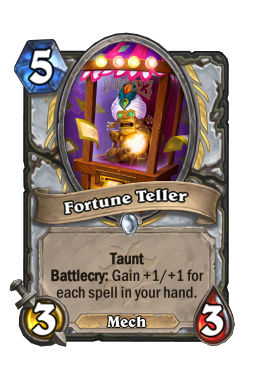 5
Fortune Teller
Taunt
Battlecry: Gain +1/+1 for
each spell in your hand.
3
Mech
3